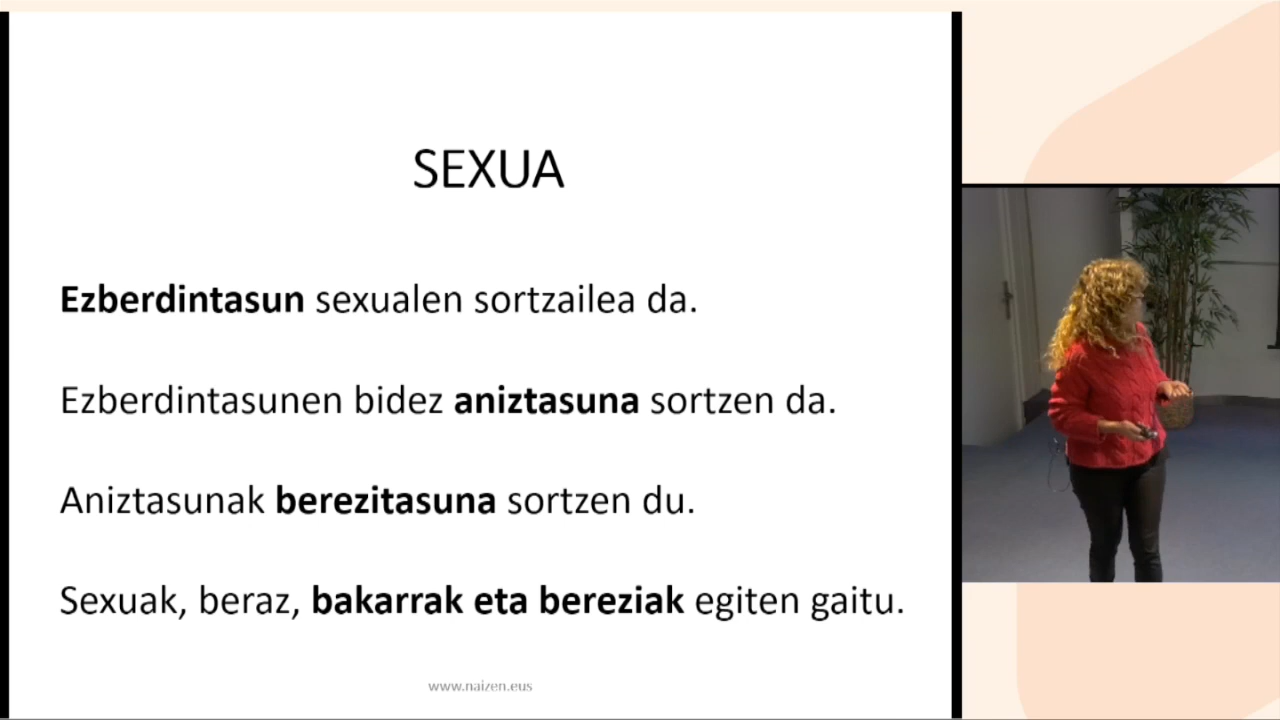 SEXUA
Ezberdintasun sexualen sortzailea da.
Ezberdintasunen bidez aniztasuna sortzen da.
Aniztasunak berezitasuna sortzen du.
Sexuak, beraz, bakarrak eta bereziak egiten gaitu.
www.naizen.eus